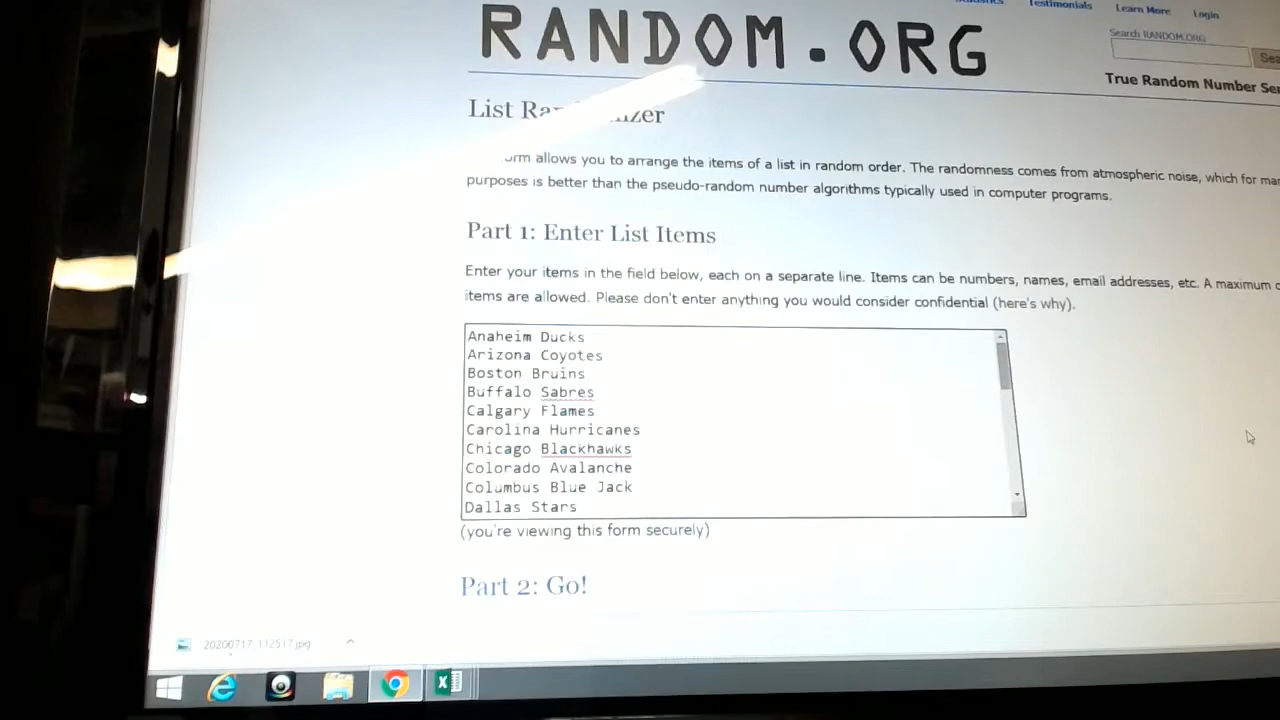 Testimonials Learn More Login
RANDOM.ORG
Search RANDOM.ORG
True Random Number
List
allows you to arrange the items of a list in random order. The randomness comes from atmospheric noise, which for
purposes is better than the pseudo-random number algorithms typically used in computer programs.
Part 1: Enter List Items
Enter your items in the field below, each on a separate line. Items can be numbers, names, email addresses, etc. A maximum
items are allowed. Please don't enter anything you would consider confidential (here's why).
Anaheim Ducks
Arizona Coyotes
Boston Bruins
Buffalo Sabres
Calgary Flames
Carolina Hurricanes
Chicago Blackhawks
Colorado Avalanche
Columbus Blue Jack
Dallas Stars
(you're viewing this form securely)
Part 2: Go!
20200717_112517.jpg